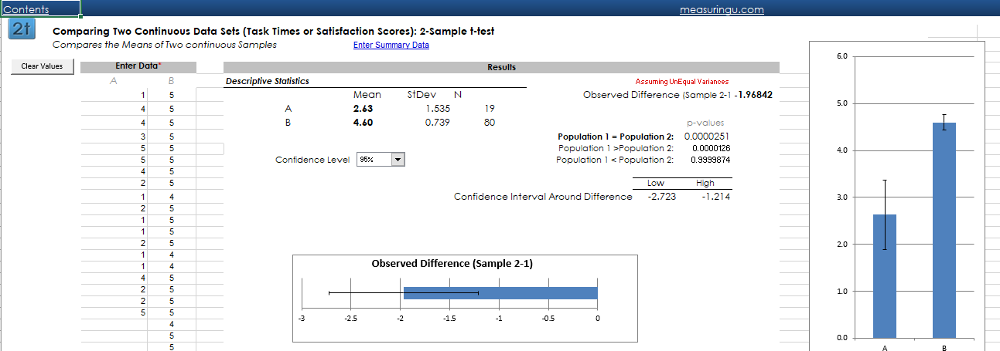 Contents measuringu.com
2t Comparing Two Continuous Data Sets (Task Times or Satisfaction Scores): 2-Sample t-test
Compares the Means of Two continuous Samples Enter Summary Data
Clear Values Enter Data* Results
A B Descriptive Statistics Assuming UnEqual Variances
Mean StDev N Observed Difference (Sample 2-1 -1.96842
A 2.63 1.535 19
B 4.60 0.739 80
p-values
Population 1 = Population 2: 0.0000251
Population 1 >Population 2: 0.0000126
Population 1 < Population 2: 0.9999874
Confidence Level 95%
Low High
Confidence Interval Around Difference -2.723 -1.214
1 5
4 5
4 5
3 5
5 5
5 5
4 5
2 5
1 4
2 5
1 5
1 5
2 5
1 4
1 4
4 5
2 5
2 5
5 5
4
5
5
Observed Difference (Sample 2-1)
-3 -2.5 -2 -1.5 -1 -0.5 0
6.0
5.0
4.0
3.0
2.0
1.0
0.0
A B